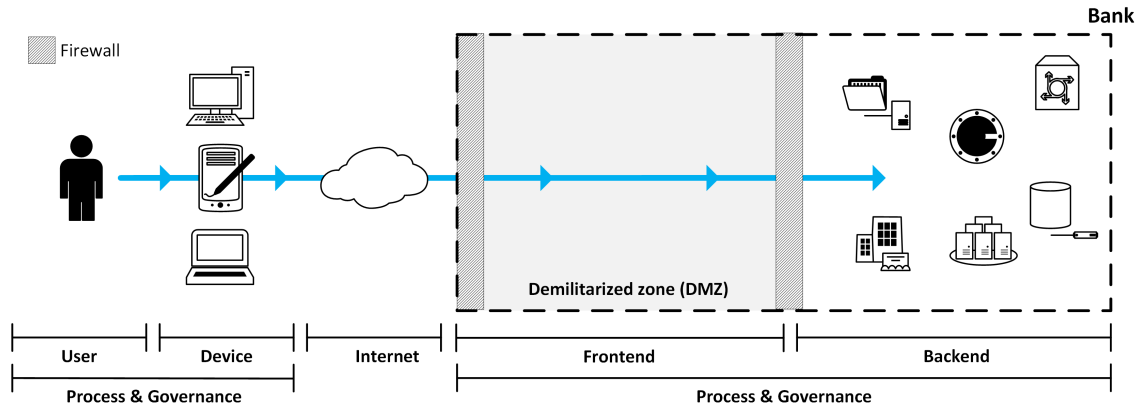 Bank
Firewall
Demilitarized zone (DMZ)
User
Device
Internet
Frontend
Backend
Process & Governance
Process & Governance